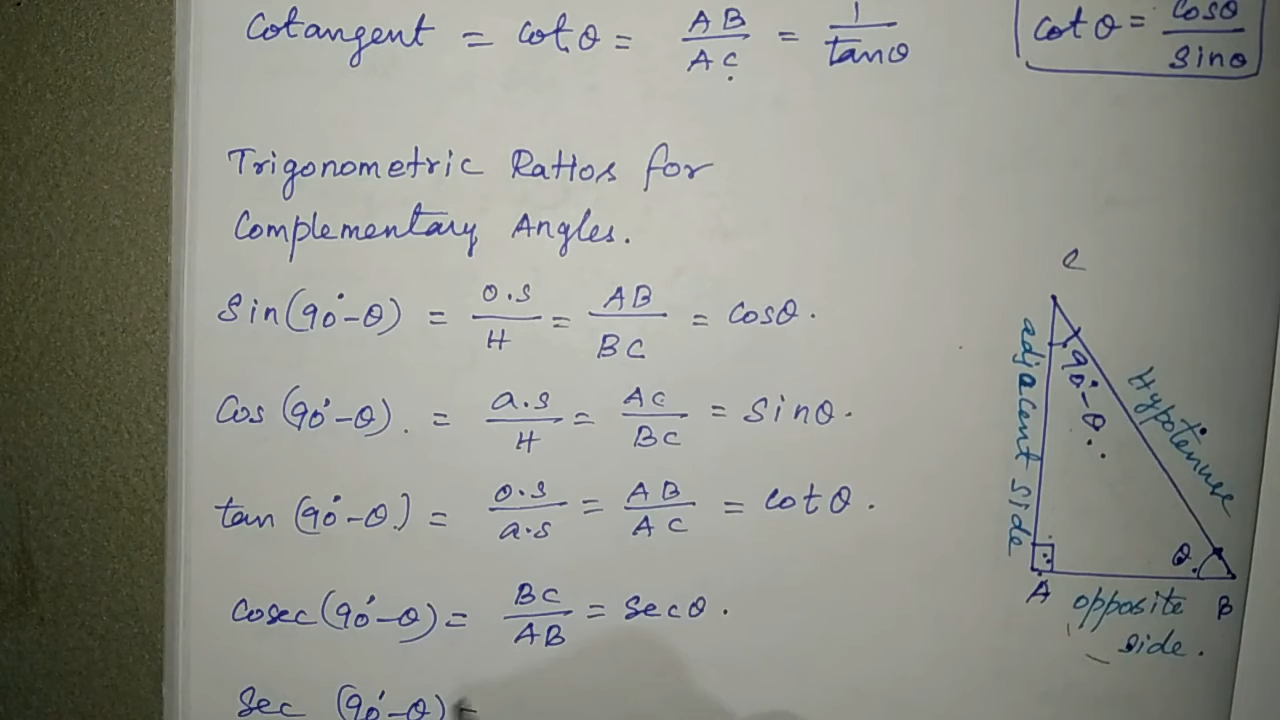 Cotangent = cot θ = AB/AC = 1/tanθ
cot θ = cosθ/sinθ
Trigonometric Ratios for
Complementary Angles.
Sin(90°-θ) = o.s/H = AB/BC = cosθ.
Cos (90°-θ). = a.s/H = AC/BC = sinθ.
tan (90°-θ.) = o.s/a.s = AB/AC = cotθ.
Cosec(90°-θ) = BC/AB = Secθ.
Sec (90°-θ) =
C
90°-θ
adjacent side
Hypotenuse
θ.
A
B
opposite
side.